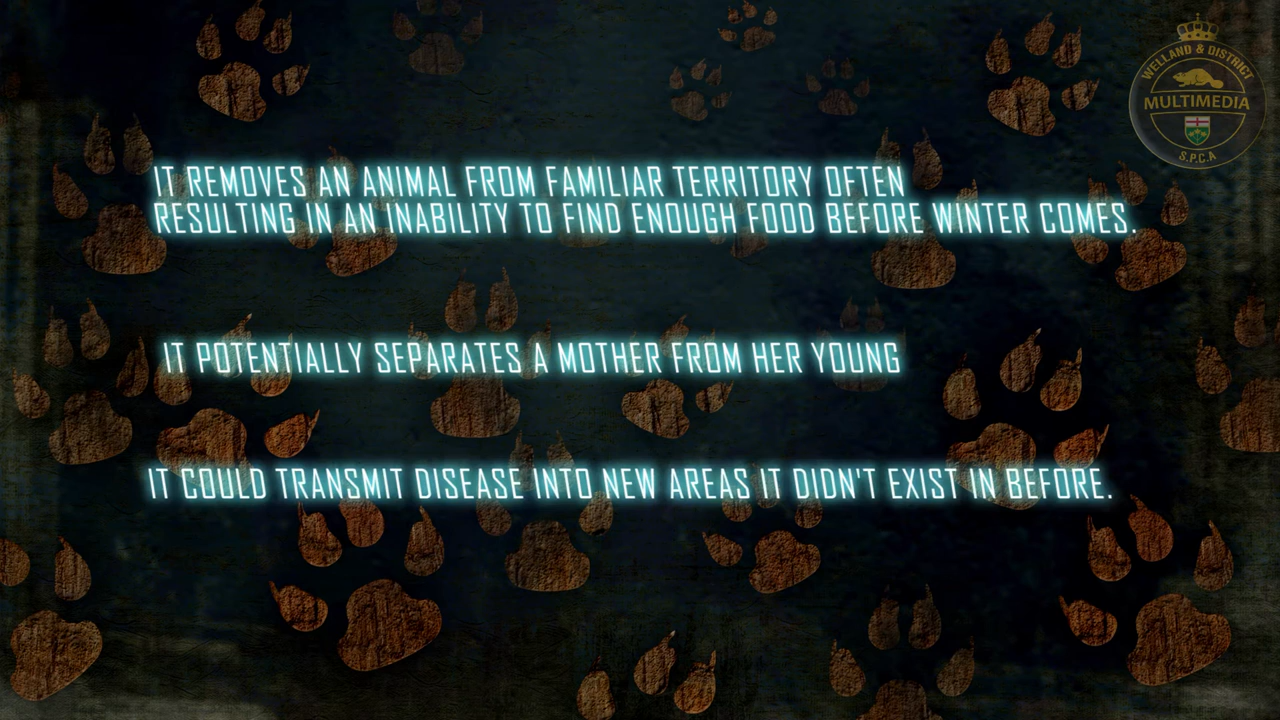 WELLAND & DISTRICT
MULTIMEDIA
S.P.C.A
IT REMOVES AN ANIMAL FROM FAMILIAR TERRITORY OFTEN
RESULTING IN AN INABILITY TO FIND ENOUGH FOOD BEFORE WINTER COMES.
IT POTENTIALLY SEPARATES A MOTHER FROM HER YOUNG
IT COULD TRANSMIT DISEASE INTO NEW AREAS IT DIDN'T EXIST IN BEFORE.